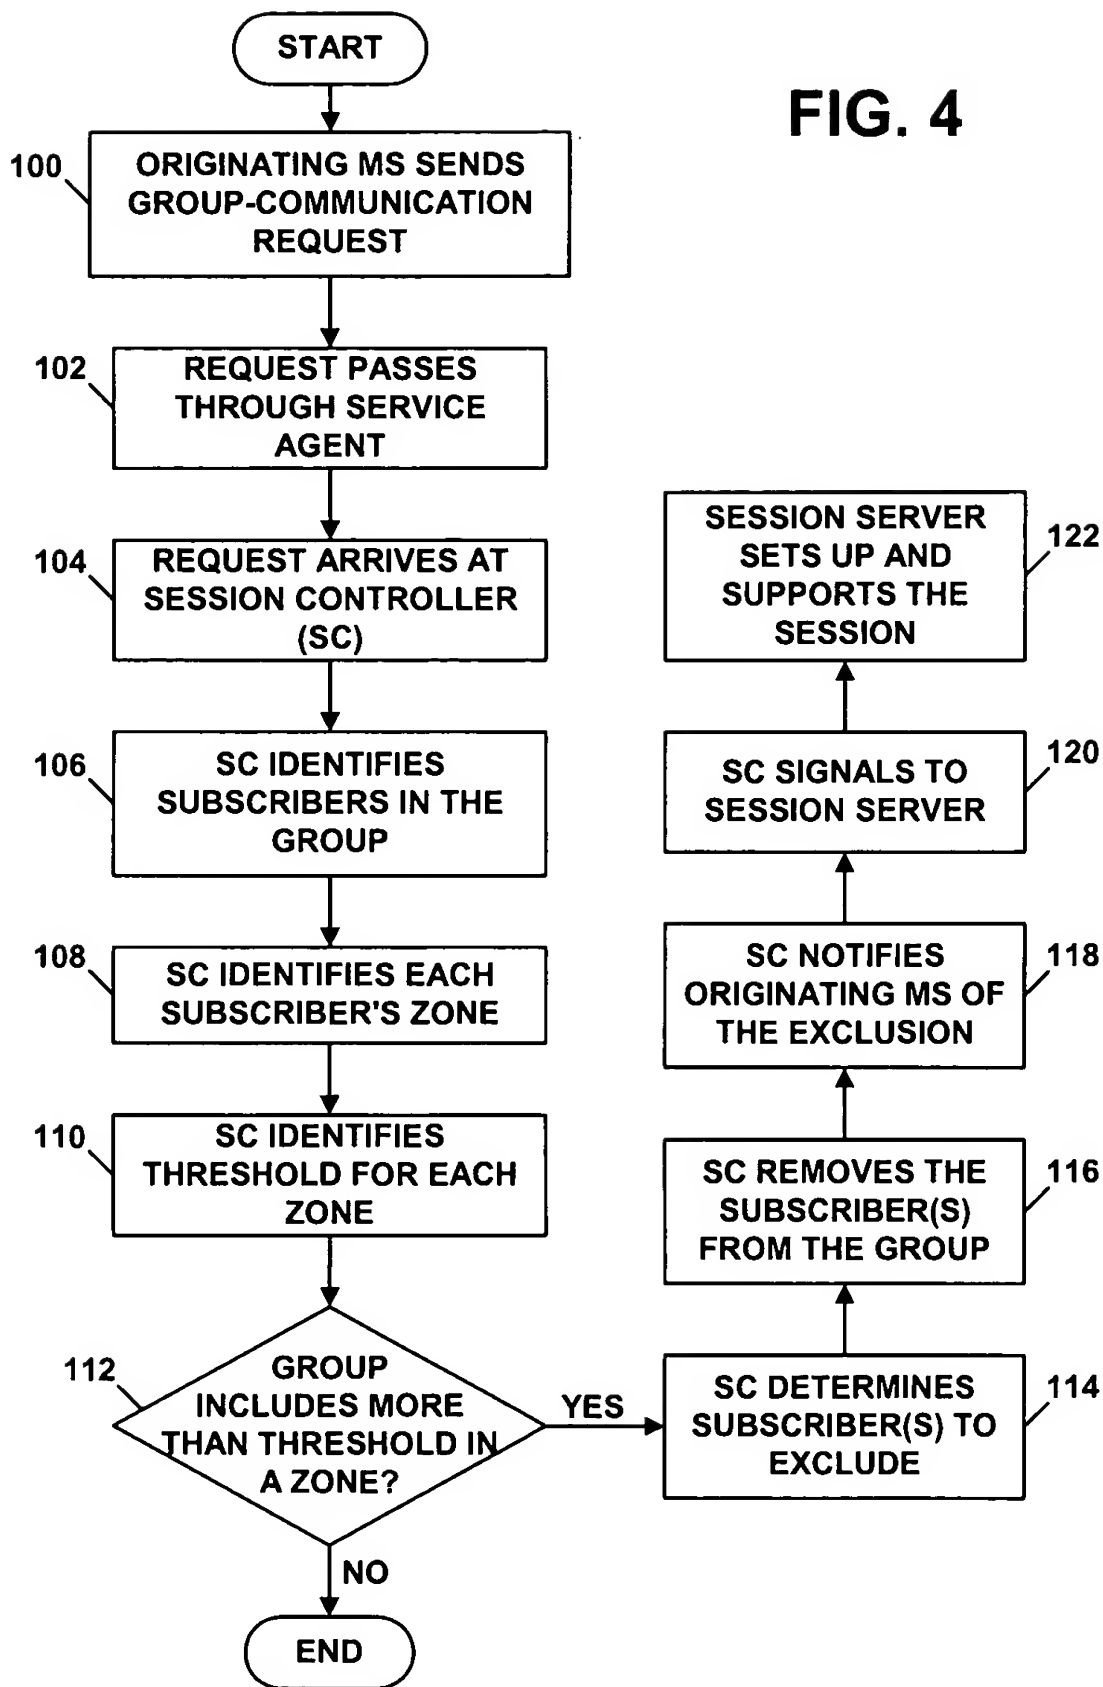 START
FIG. 4
100
ORIGINATING MS SENDS
GROUP-COMMUNICATION
REQUEST
102
REQUEST PASSES
THROUGH SERVICE
AGENT
104
REQUEST ARRIVES AT
SESSION CONTROLLER
(SC)
106
SC IDENTIFIES
SUBSCRIBERS IN THE
GROUP
108
SC IDENTIFIES EACH
SUBSCRIBER'S ZONE
110
SC IDENTIFIES
THRESHOLD FOR EACH
ZONE
112
GROUP
INCLUDES MORE
THAN THRESHOLD IN
A ZONE?
YES
NO
END
SC DETERMINES
SUBSCRIBER(S) TO
EXCLUDE
114
SC REMOVES THE
SUBSCRIBER(S)
FROM THE GROUP
116
SC NOTIFIES
ORIGINATING MS OF
THE EXCLUSION
118
SC SIGNALS TO
SESSION SERVER
120
SESSION SERVER
SETS UP AND
SUPPORTS THE
SESSION
122